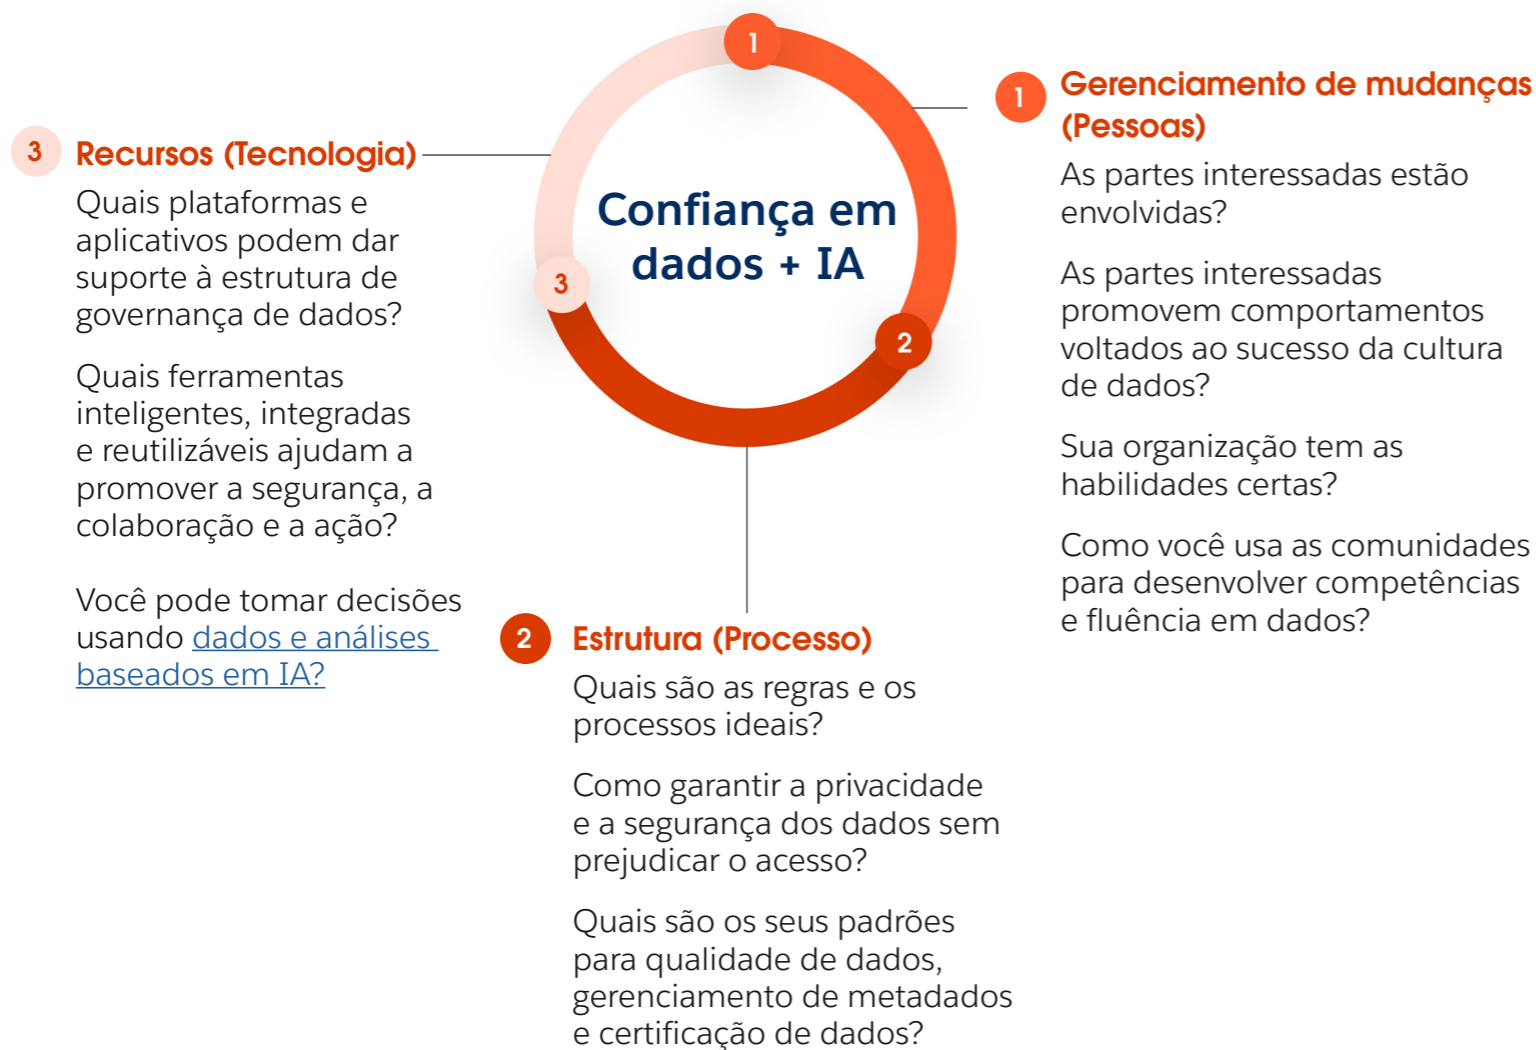 1
Confiança em
dados + IA
2
3
1
Gerenciamento de mudanças
(Pessoas)
As partes interessadas estão
envolvidas?
As partes interessadas
promovem comportamentos
voltados ao sucesso da cultura
de dados?
Sua organização tem as
habilidades certas?
Como você usa as comunidades
para desenvolver competências
e fluência em dados?
2
Estrutura (Processo)
Quais são as regras e os
processos ideais?
Como garantir a privacidade
e a segurança dos dados sem
prejudicar o acesso?
Quais são os seus padrões
para qualidade de dados,
gerenciamento de metadados
e certificação de dados?
3
Recursos (Tecnologia)
Quais plataformas e
aplicativos podem dar
suporte à estrutura de
governança de dados?
Quais ferramentas
inteligentes, integradas
e reutilizáveis ajudam a
promover a segurança, a
colaboração e a ação?
Você pode tomar decisões
usando dados e análises
baseados em IA?